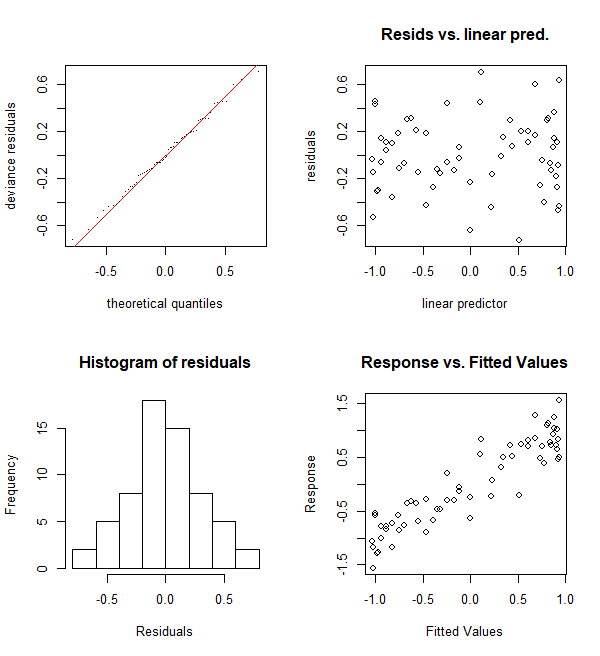 deviance residuals
-0.6
-0.2
0.2
0.6
-0.5
0.0
0.5
theoretical quantiles
Resids vs. linear pred.
residuals
-0.6
-0.2
0.2
0.6
-1.0
-0.5
0.0
0.5
1.0
linear predictor
Histogram of residuals
Frequency
0
5
10
15
-0.5
0.0
0.5
Residuals
Response vs. Fitted Values
Response
-1.5
-0.5
0.5
1.5
-1.0
-0.5
0.0
0.5
1.0
Fitted Values